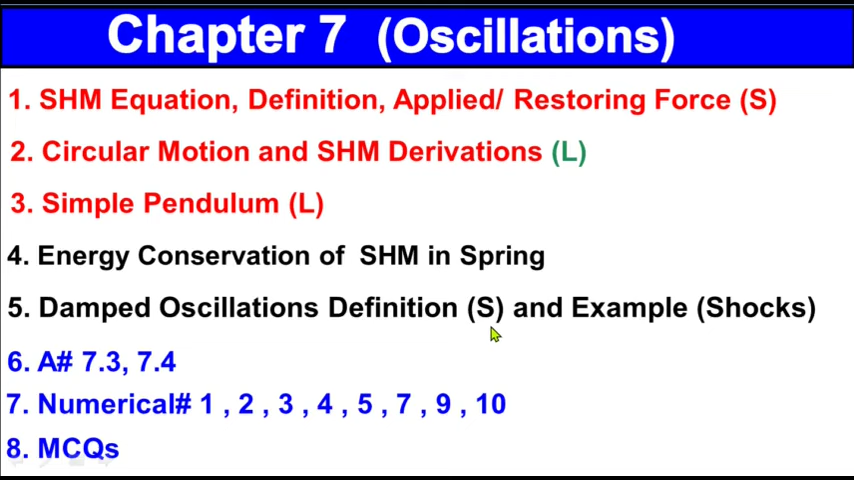 Chapter 7 (Oscillations)
1. SHM Equation, Definition, Applied/ Restoring Force (S)
2. Circular Motion and SHM Derivations (L)
3. Simple Pendulum (L)
4. Energy Conservation of SHM in Spring
5. Damped Oscillations Definition (S) and Example (Shocks)
6. A# 7.3, 7.4
7. Numerical# 1 , 2 , 3 , 4 , 5 , 7 , 9 , 10
8. MCQs